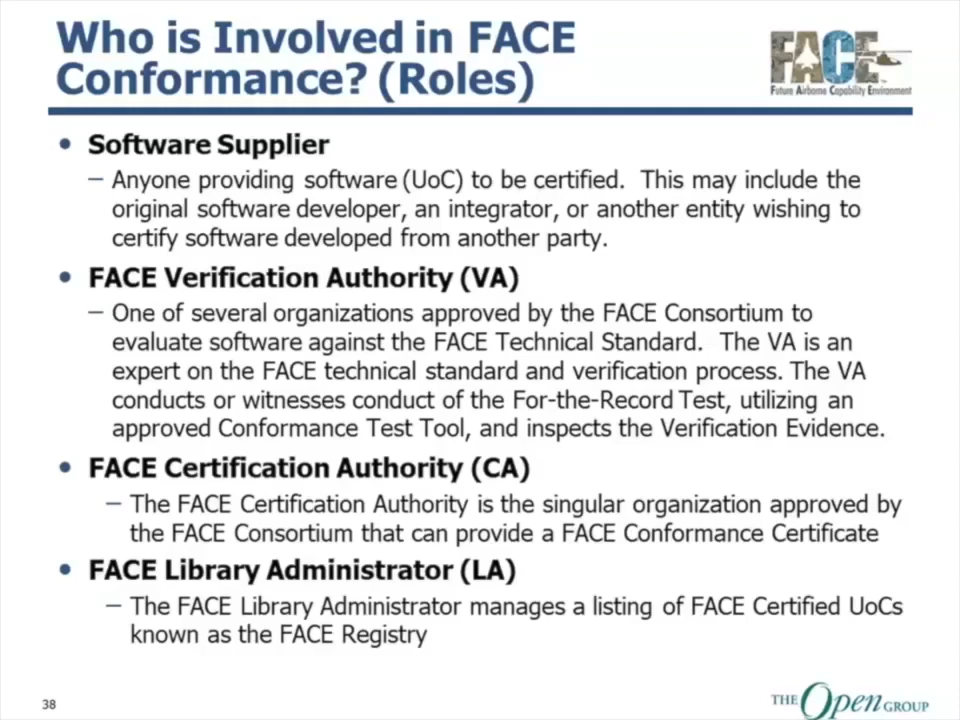 Who is Involved in FACE
Conformance? (Roles)
FACE
Future Airborne Capability Environment
• Software Supplier
– Anyone providing software (UoC) to be certified.  This may include the
original software developer, an integrator, or another entity wishing to
certify software developed from another party.
• FACE Verification Authority (VA)
– One of several organizations approved by the FACE Consortium to
evaluate software against the FACE Technical Standard.  The VA is an
expert on the FACE technical standard and verification process. The VA
conducts or witnesses conduct of the For-the-Record Test, utilizing an
approved Conformance Test Tool, and inspects the Verification Evidence.
• FACE Certification Authority (CA)
– The FACE Certification Authority is the singular organization approved by
the FACE Consortium that can provide a FACE Conformance Certificate
• FACE Library Administrator (LA)
– The FACE Library Administrator manages a listing of FACE Certified UoCs
known as the FACE Registry
38
THE Open GROUP